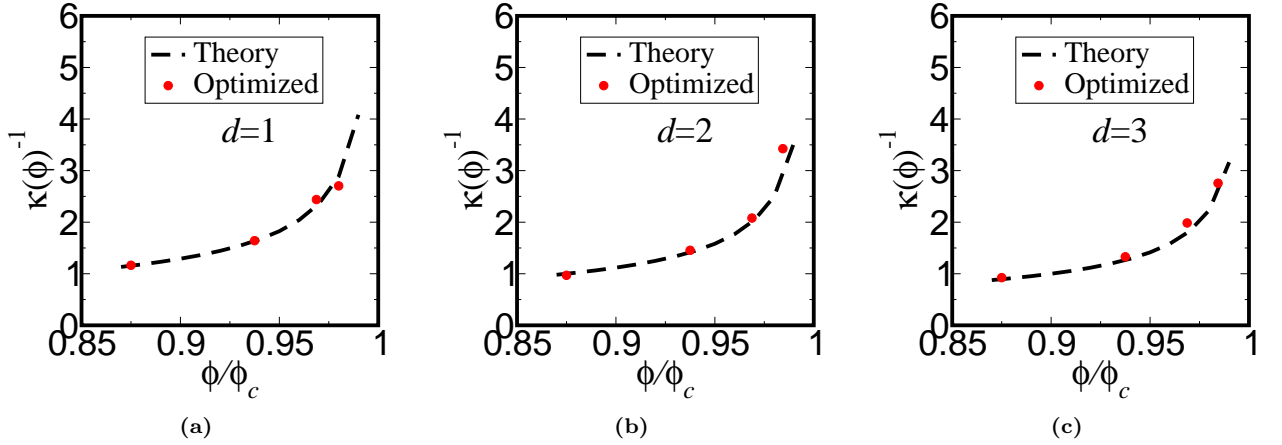 6
5
4
3
2
1
0
κ(ϕ)⁻¹
Theory
Optimized
d=1
0.85 0.9 0.95 1
ϕ/ϕ_c
(a)
6
5
4
3
2
1
0
κ(ϕ)⁻¹
Theory
Optimized
d=2
0.85 0.9 0.95 1
ϕ/ϕ_c
(b)
6
5
4
3
2
1
0
κ(ϕ)⁻¹
Theory
Optimized
d=3
0.85 0.9 0.95 1
ϕ/ϕ_c
(c)